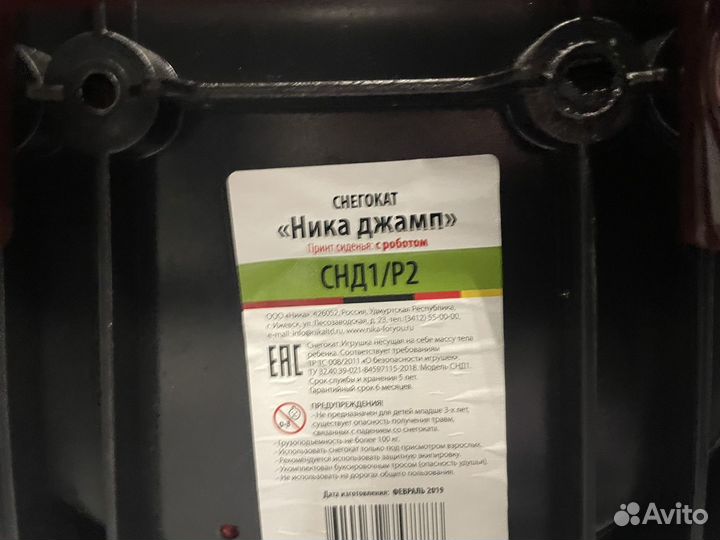 СНЕГОКАТ
«Ника джамп»
Принт сиденья: с роботом
СНД1/Р2
ООО «Ника» 426052, Россия, Удмуртская Республика,
г. Ижевск, ул. Лесозаводская, д. 23, тел. (3412) 55-00-00,
e-mail: info@nikaltd.ru, www.nika-foryou.ru
EAC
Снегокат. Игрушка несущая на себе массу тела
ребенка. Соответствует требованиям
ТР ТС 008/2011 «О безопасности игрушек»
ТУ 32.40.39-021-84597115-2018. Модель СНД1.
Срок службы и хранения 5 лет.
Гарантийный срок 6 месяцев.
0-3
ПРЕДУПРЕЖДЕНИЯ!
- Не предназначен для детей младше 3-х лет,
существует опасность получения травм,
связанных с падением со снегоката.
- Грузоподъемность не более 100 кг.
- Использовать снегокат только под присмотром взрослых.
- Рекомендуется использовать защитную экипировку.
- Укомплектован буксировочным тросом (опасность удушья).
- Не использовать на дорогах общего пользования.
Дата изготовления: ФЕВРАЛЬ 2019
Avito